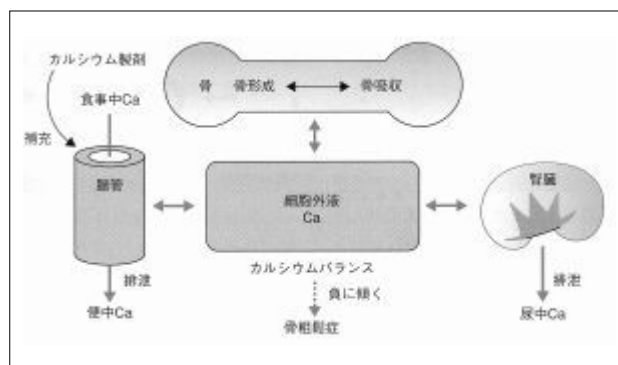 カルシウム製剤
食事中Ca
補充
腸管
排泄
便中Ca
骨 骨形成 骨吸収
細胞外液
Ca
カルシウムバランス
負に傾く
骨粗鬆症
腎臓
排泄
尿中Ca